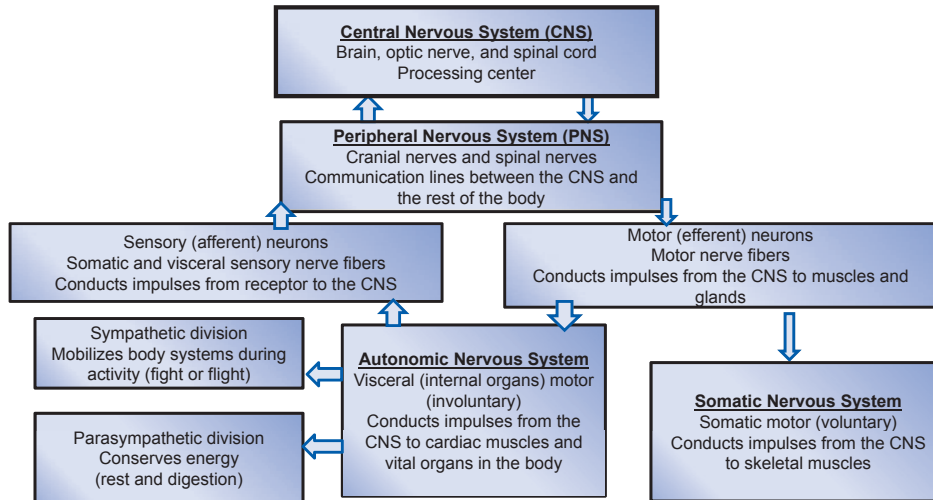 Central Nervous System (CNS)
Brain, optic nerve, and spinal cord
Processing center
Peripheral Nervous System (PNS)
Cranial nerves and spinal nerves
Communication lines between the CNS and
the rest of the body
Sensory (afferent) neurons
Somatic and visceral sensory nerve fibers
Conducts impulses from receptor to the CNS
Motor (efferent) neurons
Motor nerve fibers
Conducts impulses from the CNS to muscles and
glands
Sympathetic division
Mobilizes body systems during
activity (fight or flight)
Autonomic Nervous System
Visceral (internal organs) motor
(involuntary)
Conducts impulses from the
CNS to cardiac muscles and
vital organs in the body
Somatic Nervous System
Somatic motor (voluntary)
Conducts impulses from the CNS
to skeletal muscles
Parasympathetic division
Conserves energy
(rest and digestion)